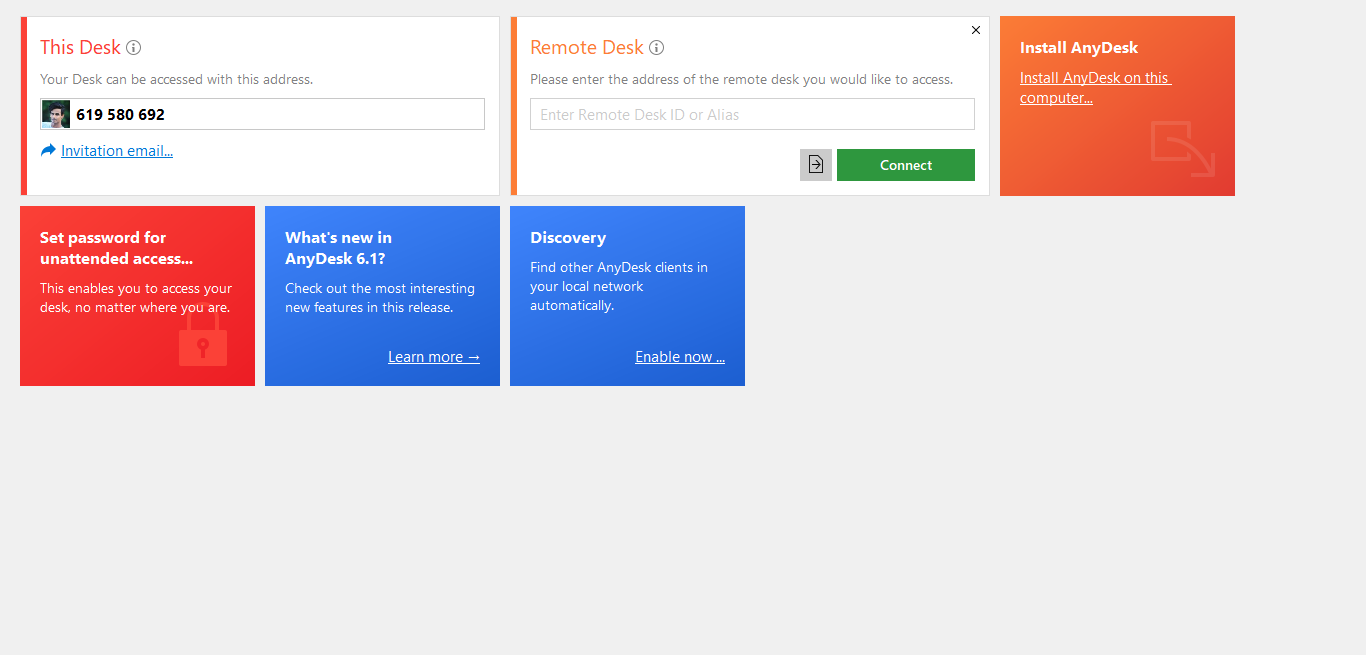 This Desk
Your Desk can be accessed with this address.
619 580 692
Invitation email...
Remote Desk
Please enter the address of the remote desk you would like to access.
Enter Remote Desk ID or Alias
Connect
Install AnyDesk
Install AnyDesk on this
computer...
Set password for
unattended access...
This enables you to access your
desk, no matter where you are.
What's new in
AnyDesk 6.1?
Check out the most interesting
new features in this release.
Learn more →
Discovery
Find other AnyDesk clients in
your local network
automatically.
Enable now ...